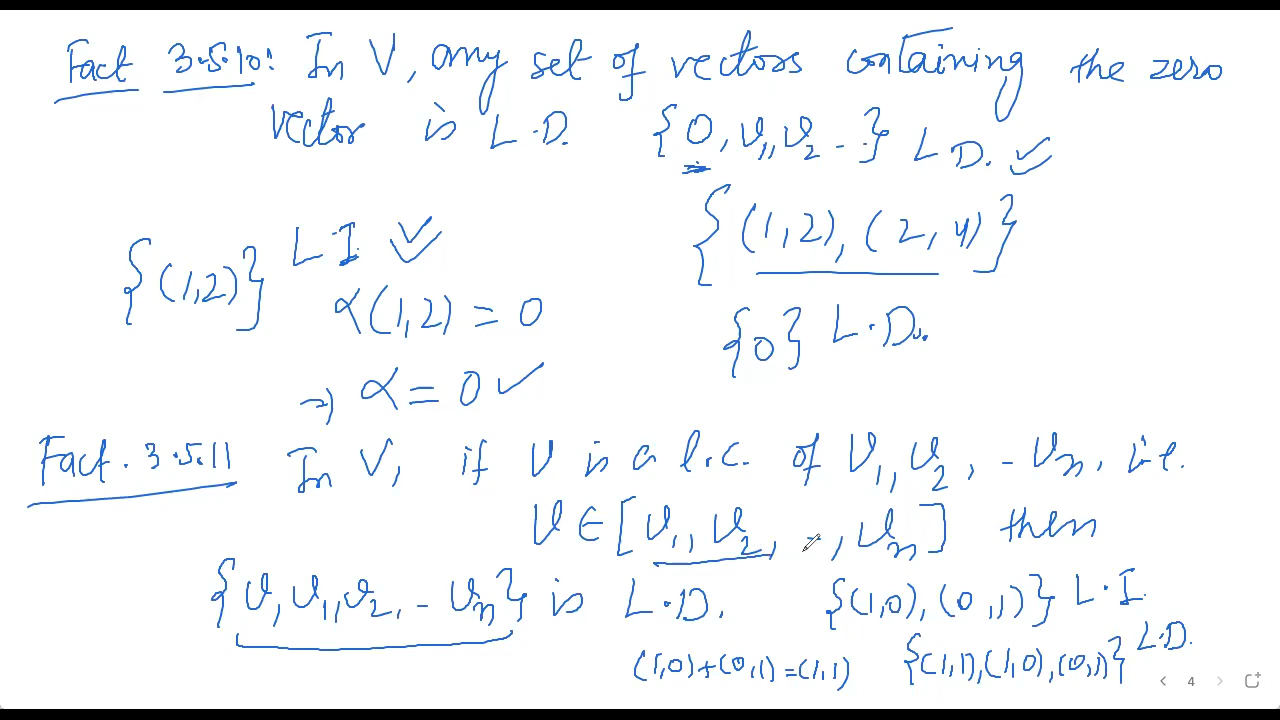 Fact 3.5.10: In V, any set of vectors containing the zero
vector is L.D. {0, v1, v2 - .} L D.
{(1,2), (2,4)}
{(1,2)} L I
α(1,2) = 0
{0} L.D.
→ α = 0 ✓
Fact. 3.5.11 In V, if v is a l.c. of v1, v2, - vn, i.e.
v ∈ [v1, v2, -, vn] then
{v, v1, v2, - vn} is L.D. {(1,0), (0,1)} L.I.
(1,0)+(0,1)=(1,1) {(1,1),(1,0),(0,1)} L.D.
< 4 >